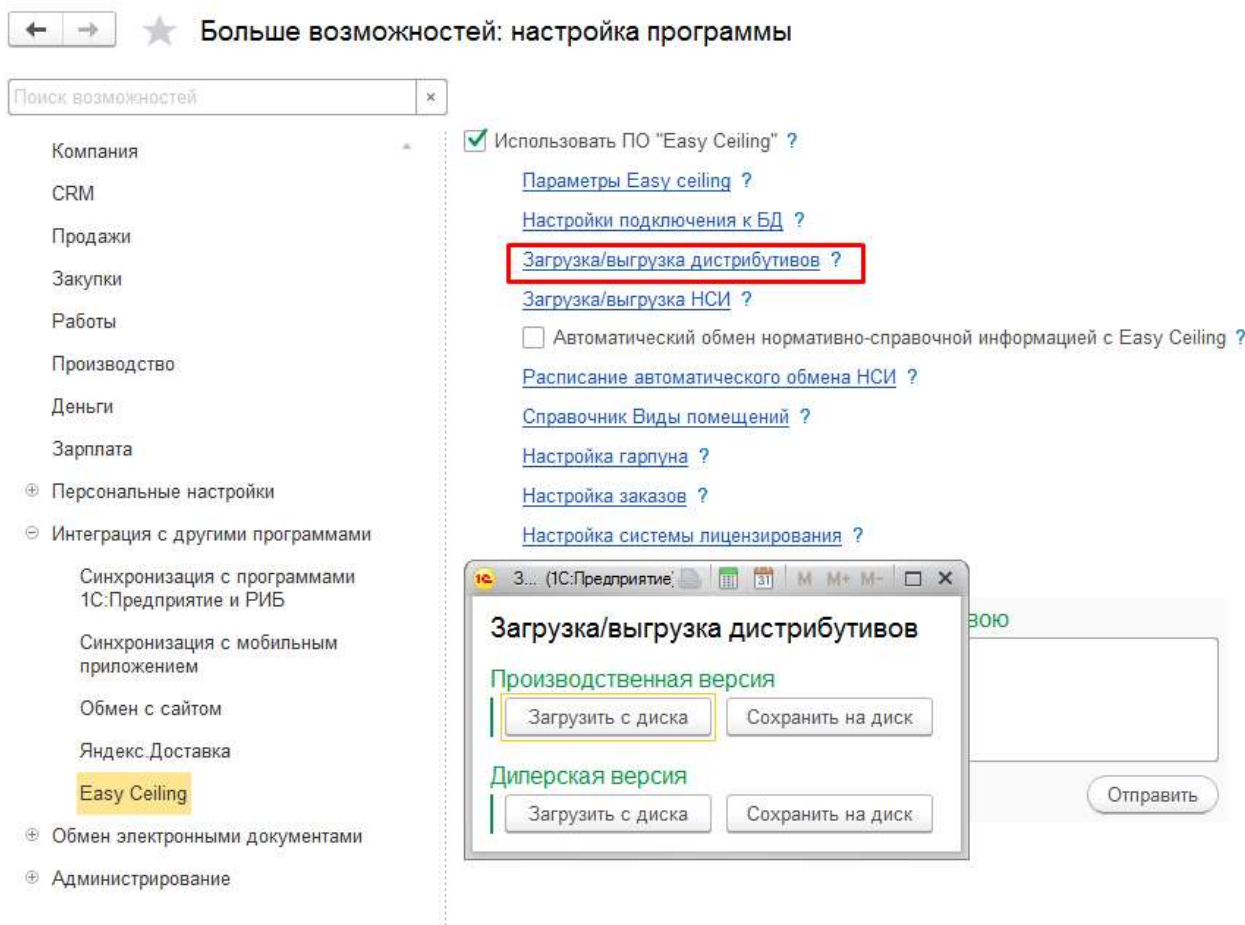 Больше возможностей: настройка программы
Поиск возможностей
Компания
CRM
Продажи
Закупки
Работы
Производство
Деньги
Зарплата
Персональные настройки
Интеграция с другими программами
Синхронизация с программами
1С:Предприятие и РИБ
Синхронизация с мобильным
приложением
Обмен с сайтом
Яндекс.Доставка
Easy Ceiling
Обмен электронными документами
Администрирование
Использовать ПО "Easy Ceiling" ?
Параметры Easy ceiling ?
Настройки подключения к БД ?
Загрузка/выгрузка дистрибутивов ?
Загрузка/выгрузка НСИ ?
Автоматический обмен нормативно-справочной информацией с Easy Ceiling ?
Расписание автоматического обмена НСИ ?
Справочник Виды помещений ?
Настройка гарпуна ?
Настройка заказов ?
Настройка системы лицензирования ?
1С З... (1С:Предприятие) 31 M M+ M-
Загрузка/выгрузка дистрибутивов
Производственная версия
Загрузить с диска Сохранить на диск
Дилерская версия
Загрузить с диска Сохранить на диск
вою
Отправить